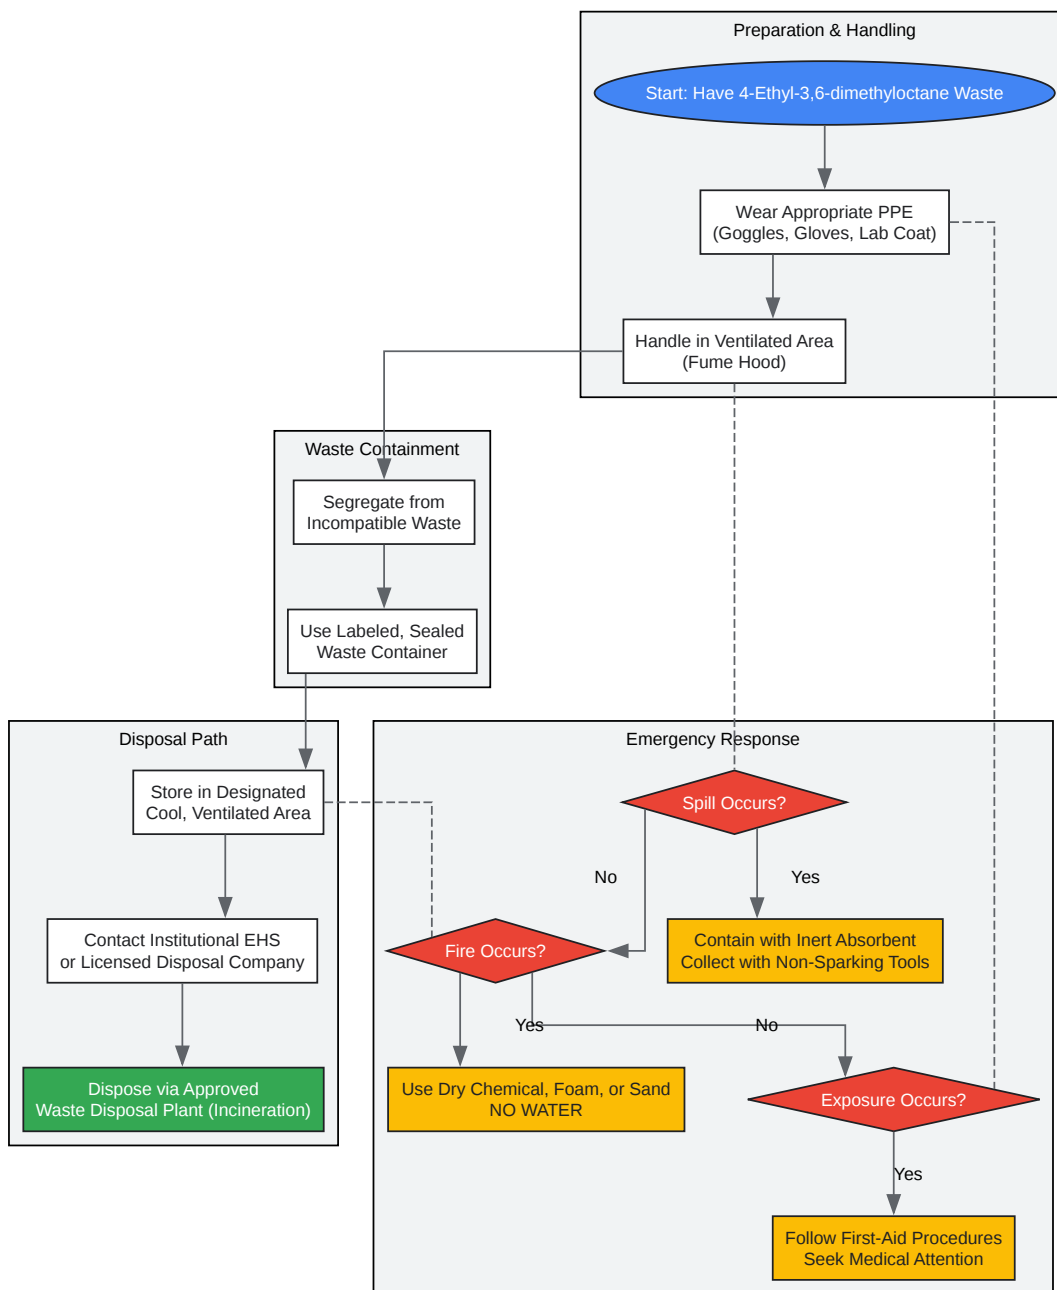 Preparation & Handling
Start: Have 4-Ethyl-3,6-dimethyloctane Waste
Wear Appropriate PPE
(Goggles, Gloves, Lab Coat)
Handle in Ventilated Area
(Fume Hood)
Waste Containment
Segregate from
Incompatible Waste
Use Labeled, Sealed
Waste Container
Disposal Path
Store in Designated
Cool, Ventilated Area
Contact Institutional EHS
or Licensed Disposal Company
Dispose via Approved
Waste Disposal Plant (Incineration)
Emergency Response
Spill Occurs?
No
Yes
Fire Occurs?
Contain with Inert Absorbent
Collect with Non-Sparking Tools
Yes
No
Use Dry Chemical, Foam, or Sand
NO WATER
Exposure Occurs?
Yes
Follow First-Aid Procedures
Seek Medical Attention